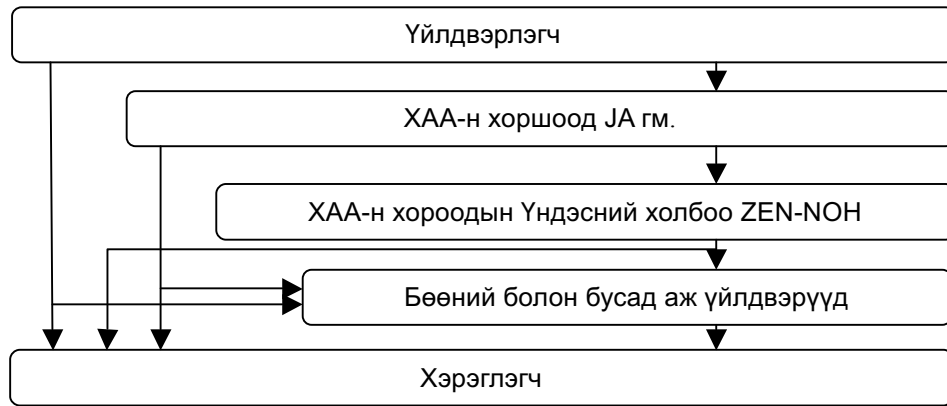 Үйлдвэрлэгч
ХАА-н хоршоод JA гм.
ХАА-н хороодын Үндэсний холбоо ZEN-NOH
Бөөний болон бусад аж үйлдвэрүүд
Хэрэглэгч